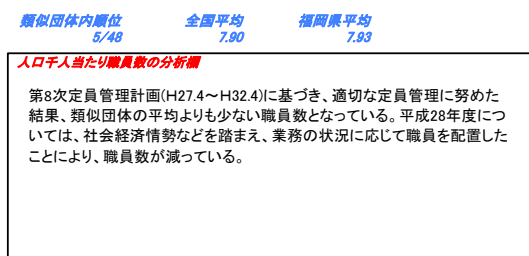 類似団体内順位 全国平均 福岡県平均
5/48 7.90 7.93
人口千人当たり職員数の分析欄
第8次定員管理計画(H27.4～H32.4)に基づき、適切な定員管理に努めた
結果、類似団体の平均よりも少ない職員数となっている。平成28年度につ
いては、社会経済情勢などを踏まえ、業務の状況に応じて職員を配置した
ことにより、職員数が減っている。